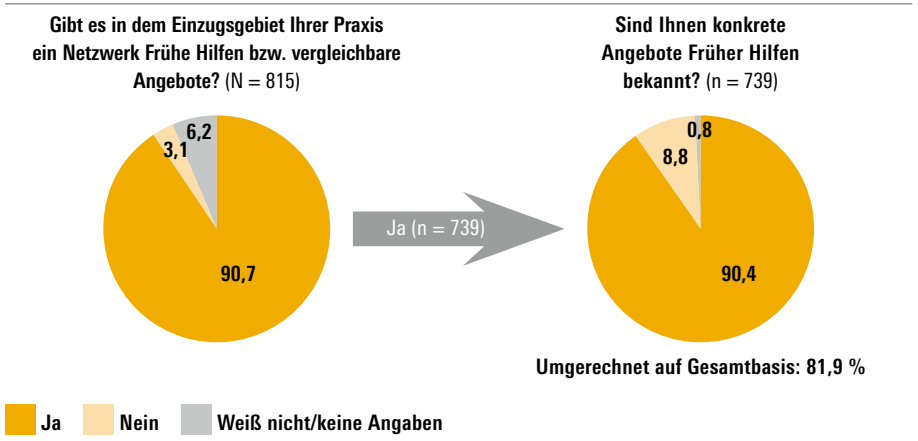 Gibt es in dem Einzugsgebiet Ihrer Praxis
ein Netzwerk Frühe Hilfen bzw. vergleichbare
Angebote? (N = 815)
6,2
3,1
90,7
Ja (n = 739)
Sind Ihnen konkrete
Angebote Früher Hilfen
bekannt? (n = 739)
0,8
8,8
90,4
Umgerechnet auf Gesamtbasis: 81,9 %
Ja
Nein
Weiß nicht/keine Angaben